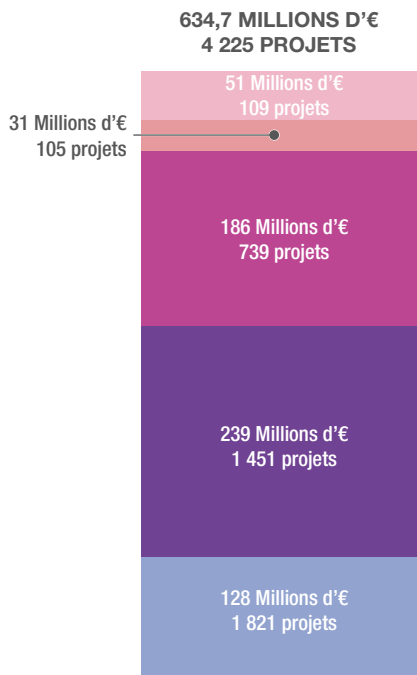 634,7 MILLIONS D'€
4 225 PROJETS
51 Millions d'€
109 projets
31 Millions d'€
105 projets
186 Millions d'€
739 projets
239 Millions d'€
1 451 projets
128 Millions d'€
1 821 projets